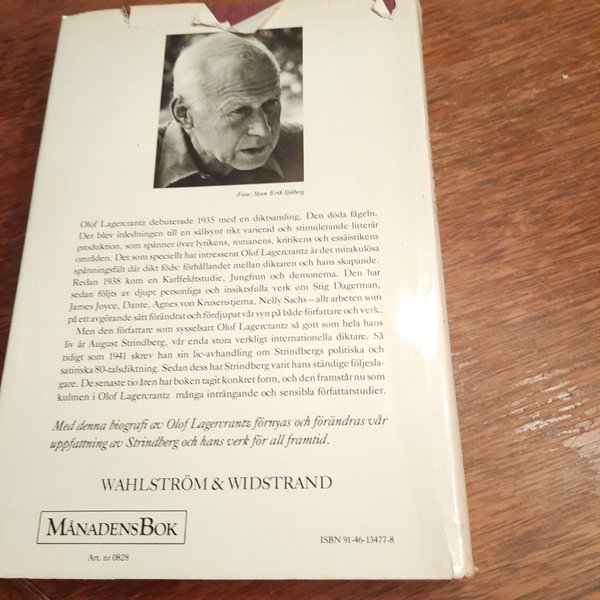 Foto: Sven Erik Sjöberg
Olof Lagercrantz debuterade 1935 med en diktsamling, Den döda fågeln.
Det blev inledningen till en sällsynt rikt varierad och stimulerande litterär
produktion, som spänner över lyrikens, romanens, kritikens och essäistikens
områden. Det som speciellt har intresserat Olof Lagercrantz är det mirakulösa
spänningsfält där dikt föds: förhållandet mellan diktaren och hans skapande.
Redan 1938 kom en Karlfeldtstudie, Jungfrun och demonerna. Den har
sedan följts av djupt personliga och insiktsfulla verk om Stig Dagerman,
James Joyce, Dante, Agnes von Krusenstjerna, Nelly Sachs – allt arbeten som
på ett avgörande sätt förändrat och fördjupat vår syn på både författare och verk.
Men den författare som sysselsatt Olof Lagercrantz så gott som hela hans
liv är August Strindberg, vår enda stora verkligt internationella diktare. Så
tidigt som 1941 skrev han sin lic-avhandling om Strindbergs politiska och
satiriska 80-talsdiktning. Sedan dess har Strindberg varit hans ständige följesla-
gare. De senaste tio åren har boken tagit konkret form, och den framstår nu som
kulmen i Olof Lagercrantz många inträngande och sensibla författarstudier.
Med denna biografi av Olof Lagercrantz förnyas och förändras vår
uppfattning av Strindberg och hans verk för all framtid.
WAHLSTRÖM & WIDSTRAND
MÅNADENSBOK
ISBN 91-46-13477-8
Art. nr 0828